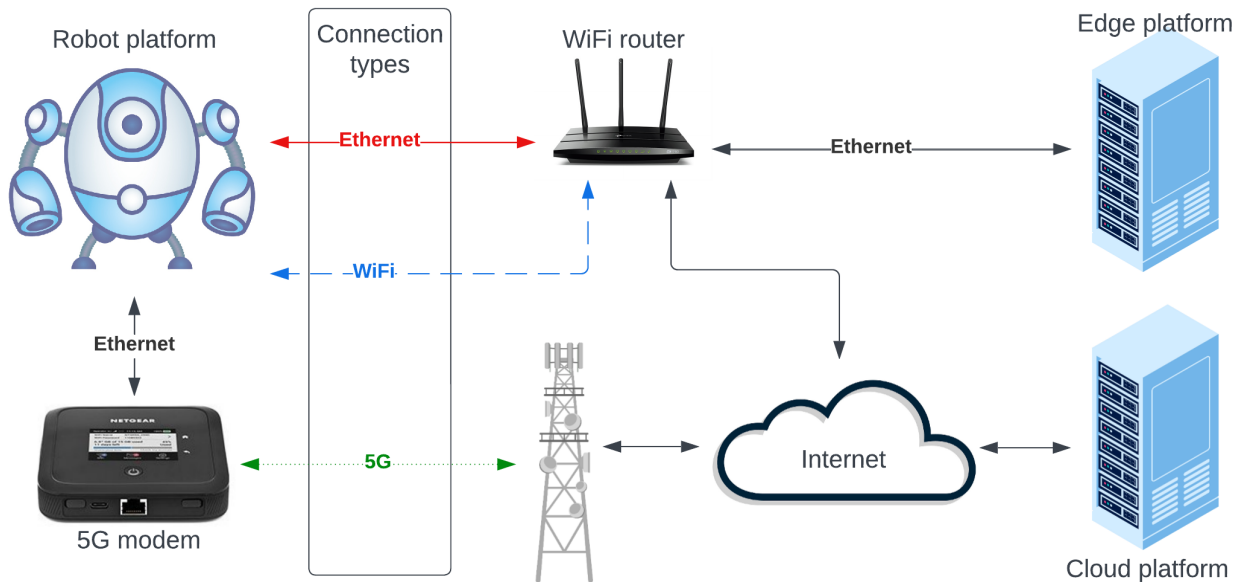 Robot platform
Connection
types
WiFi router
Edge platform
Ethernet
Ethernet
WiFi
Ethernet
NETGEAR
5G
Internet
5G modem
Cloud platform